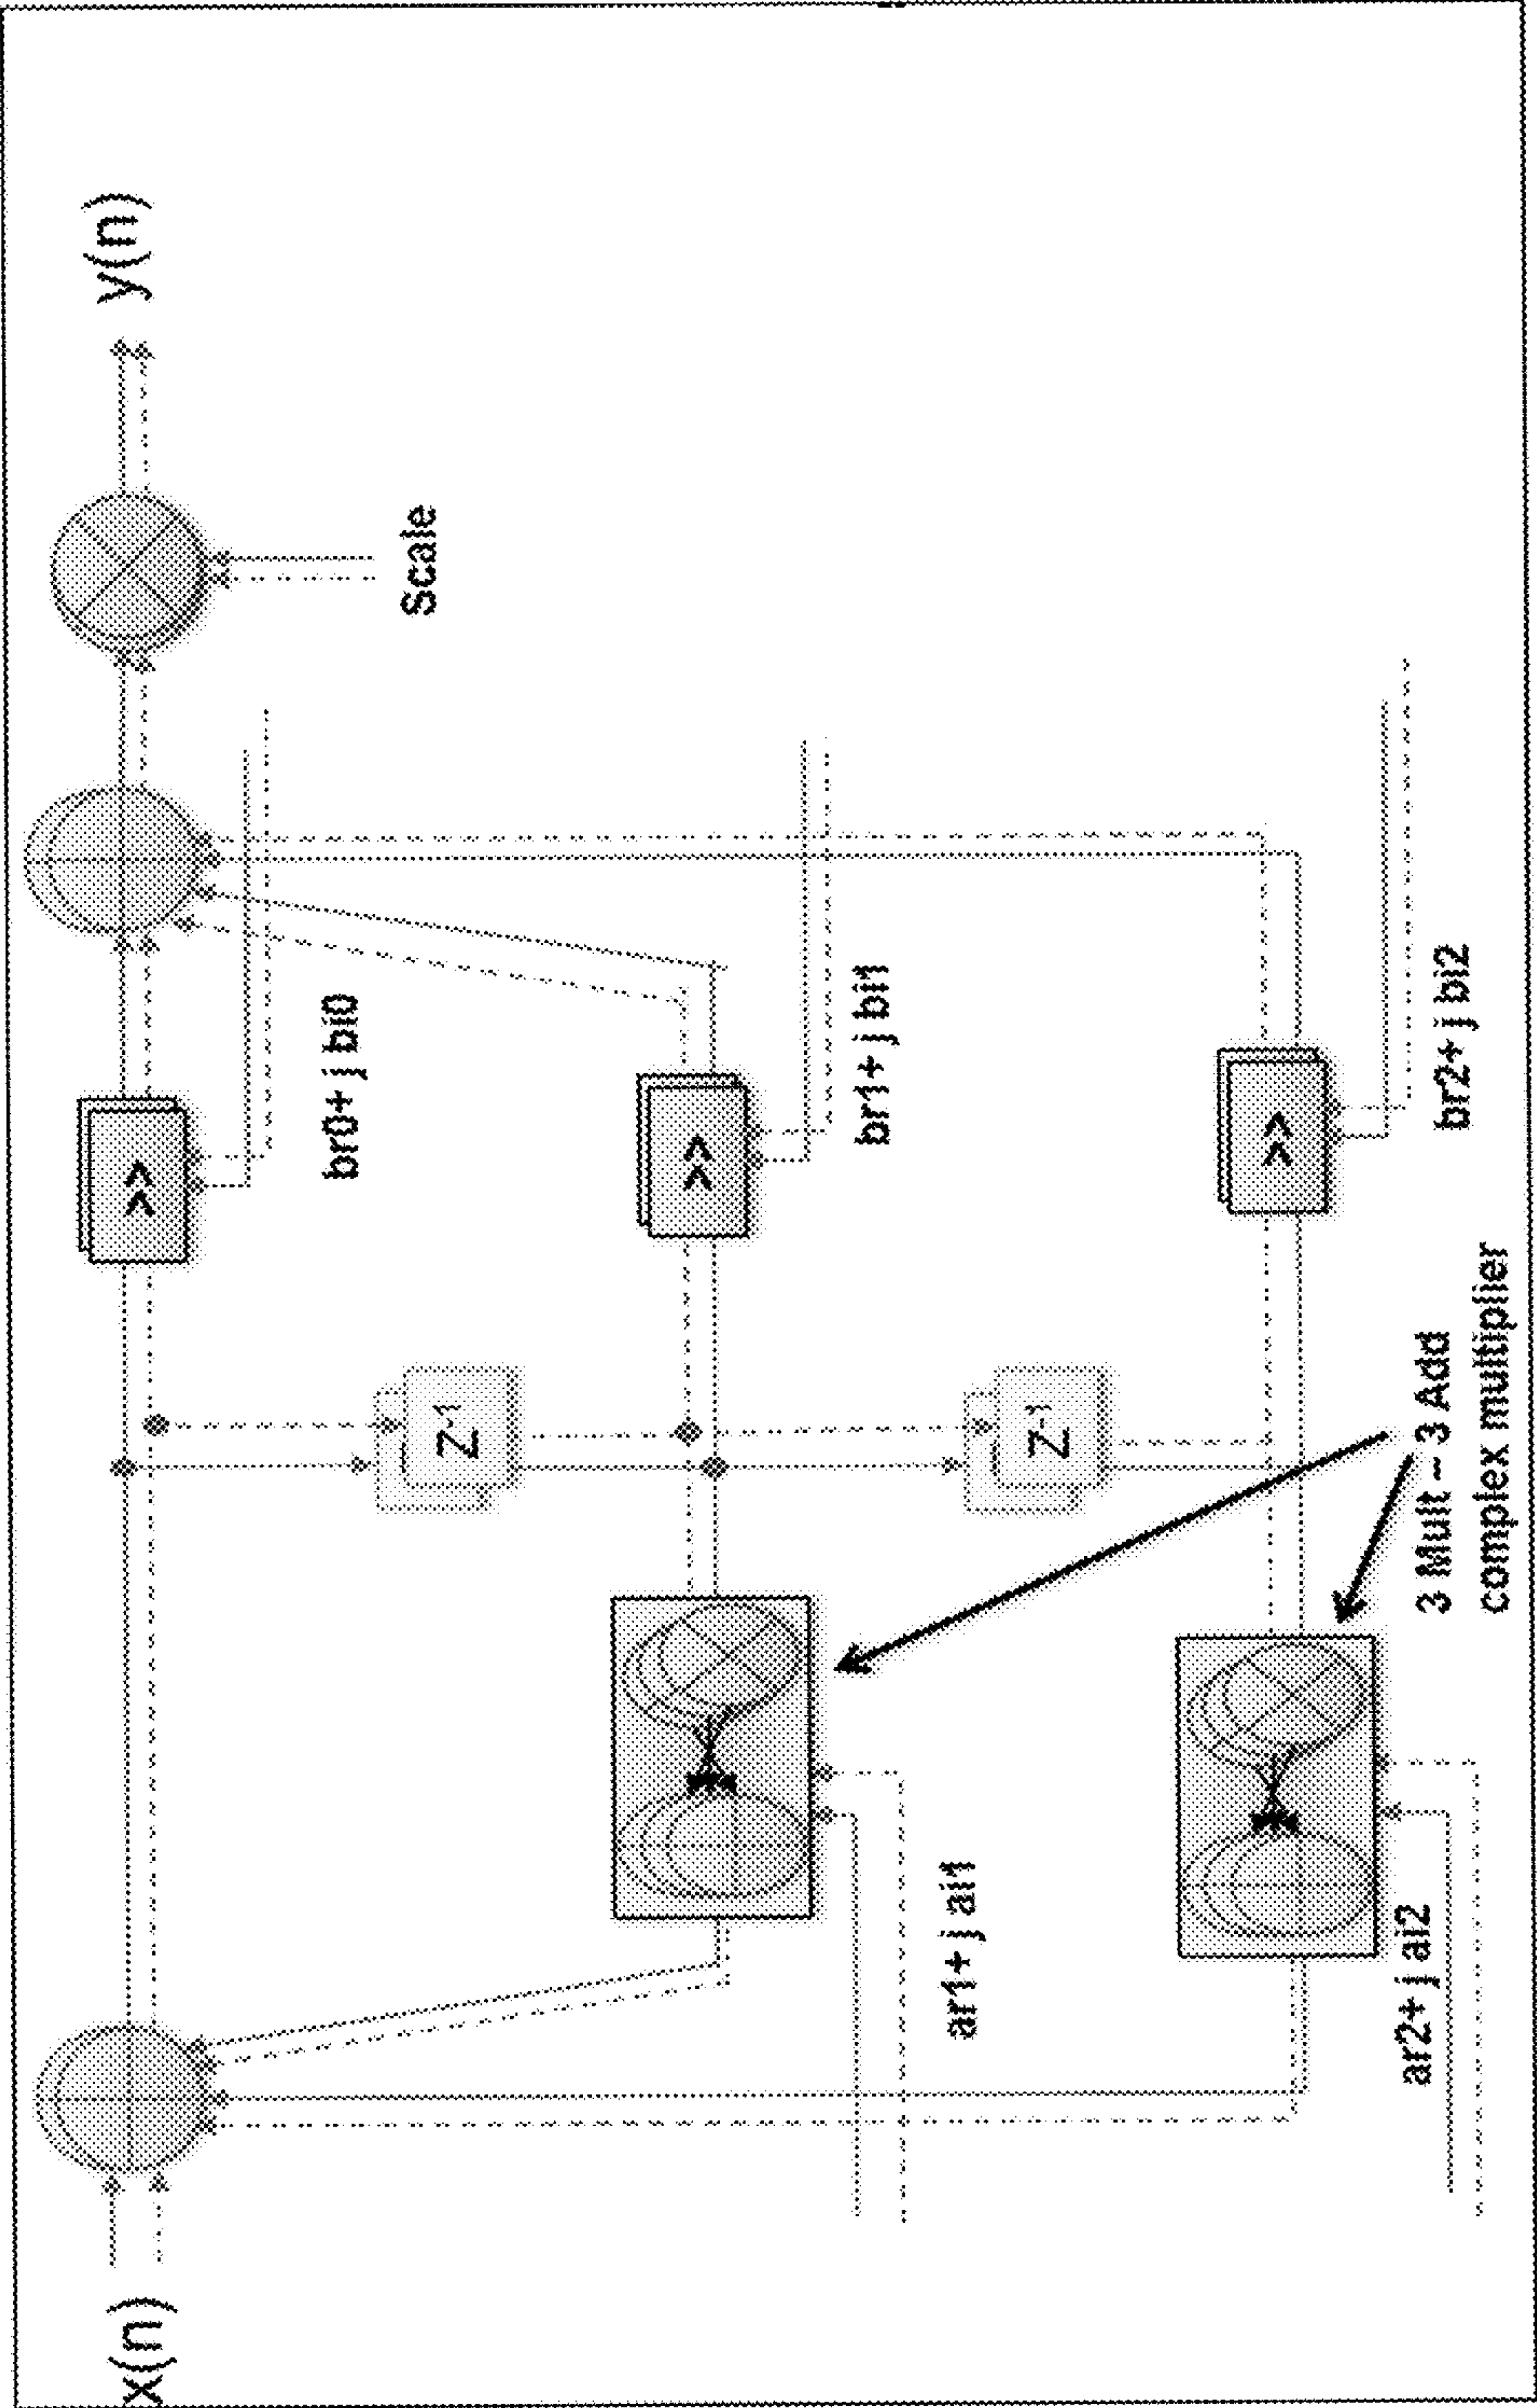 x(n)
y(n)
Scale
br0+ j bi0
Z-1
br1+ j bi1
ar1+ j ai1
Z-1
br2+ j bi2
ar2+ j ai2
3 Mult ~ 3 Add
complex multiplier
>>
>>
>>